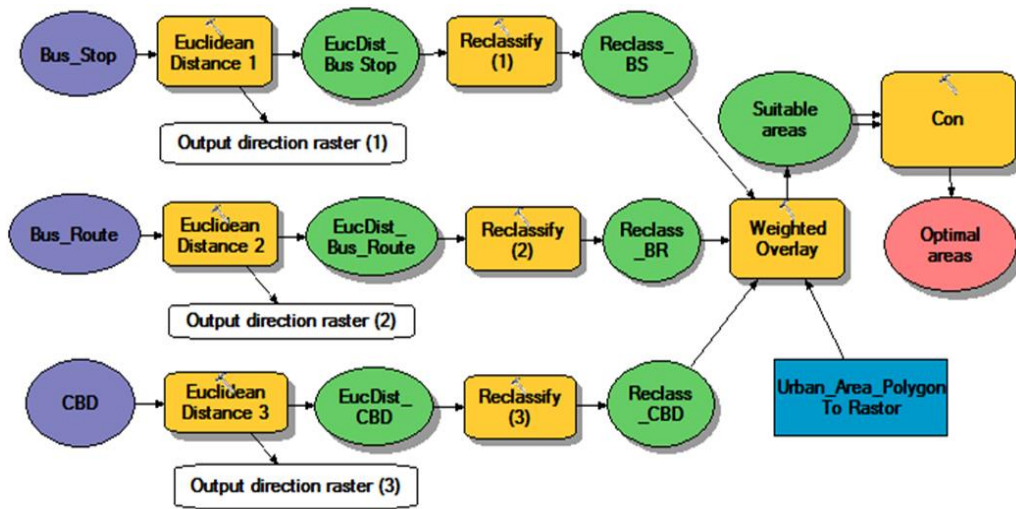 Bus_Stop
Euclidean
Distance 1
EucDist_
Bus Stop
Reclassify
(1)
Reclass_
BS
Output direction raster (1)
Suitable
areas
Con
Bus_Route
Euclidean
Distance 2
EucDist_
Bus_Route
Reclassify
(2)
Reclass
_BR
Weighted
Overlay
Optimal
areas
Output direction raster (2)
CBD
Euclidean
Distance 3
EucDist_
CBD
Reclassify
(3)
Reclass
_CBD
Urban_Area_Polygon
To Rastor
Output direction raster (3)